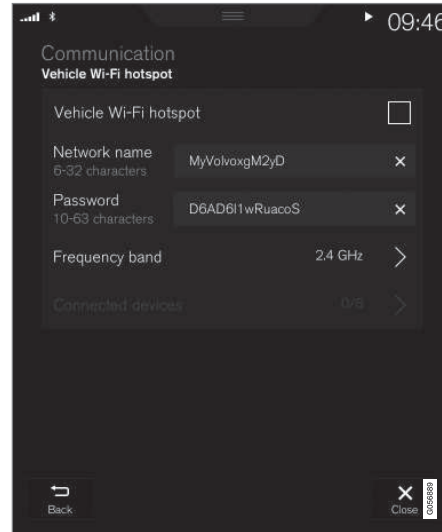 09:46
Communication
Vehicle Wi-Fi hotspot
Vehicle Wi-Fi hotspot
Network name
6-32 characters
MyVolvoxgM2yD
Password
10-63 characters
D6AD6I1wRuacoS
Frequency band
2.4 GHz
Connected devices
0/8
Back
Close
G056889